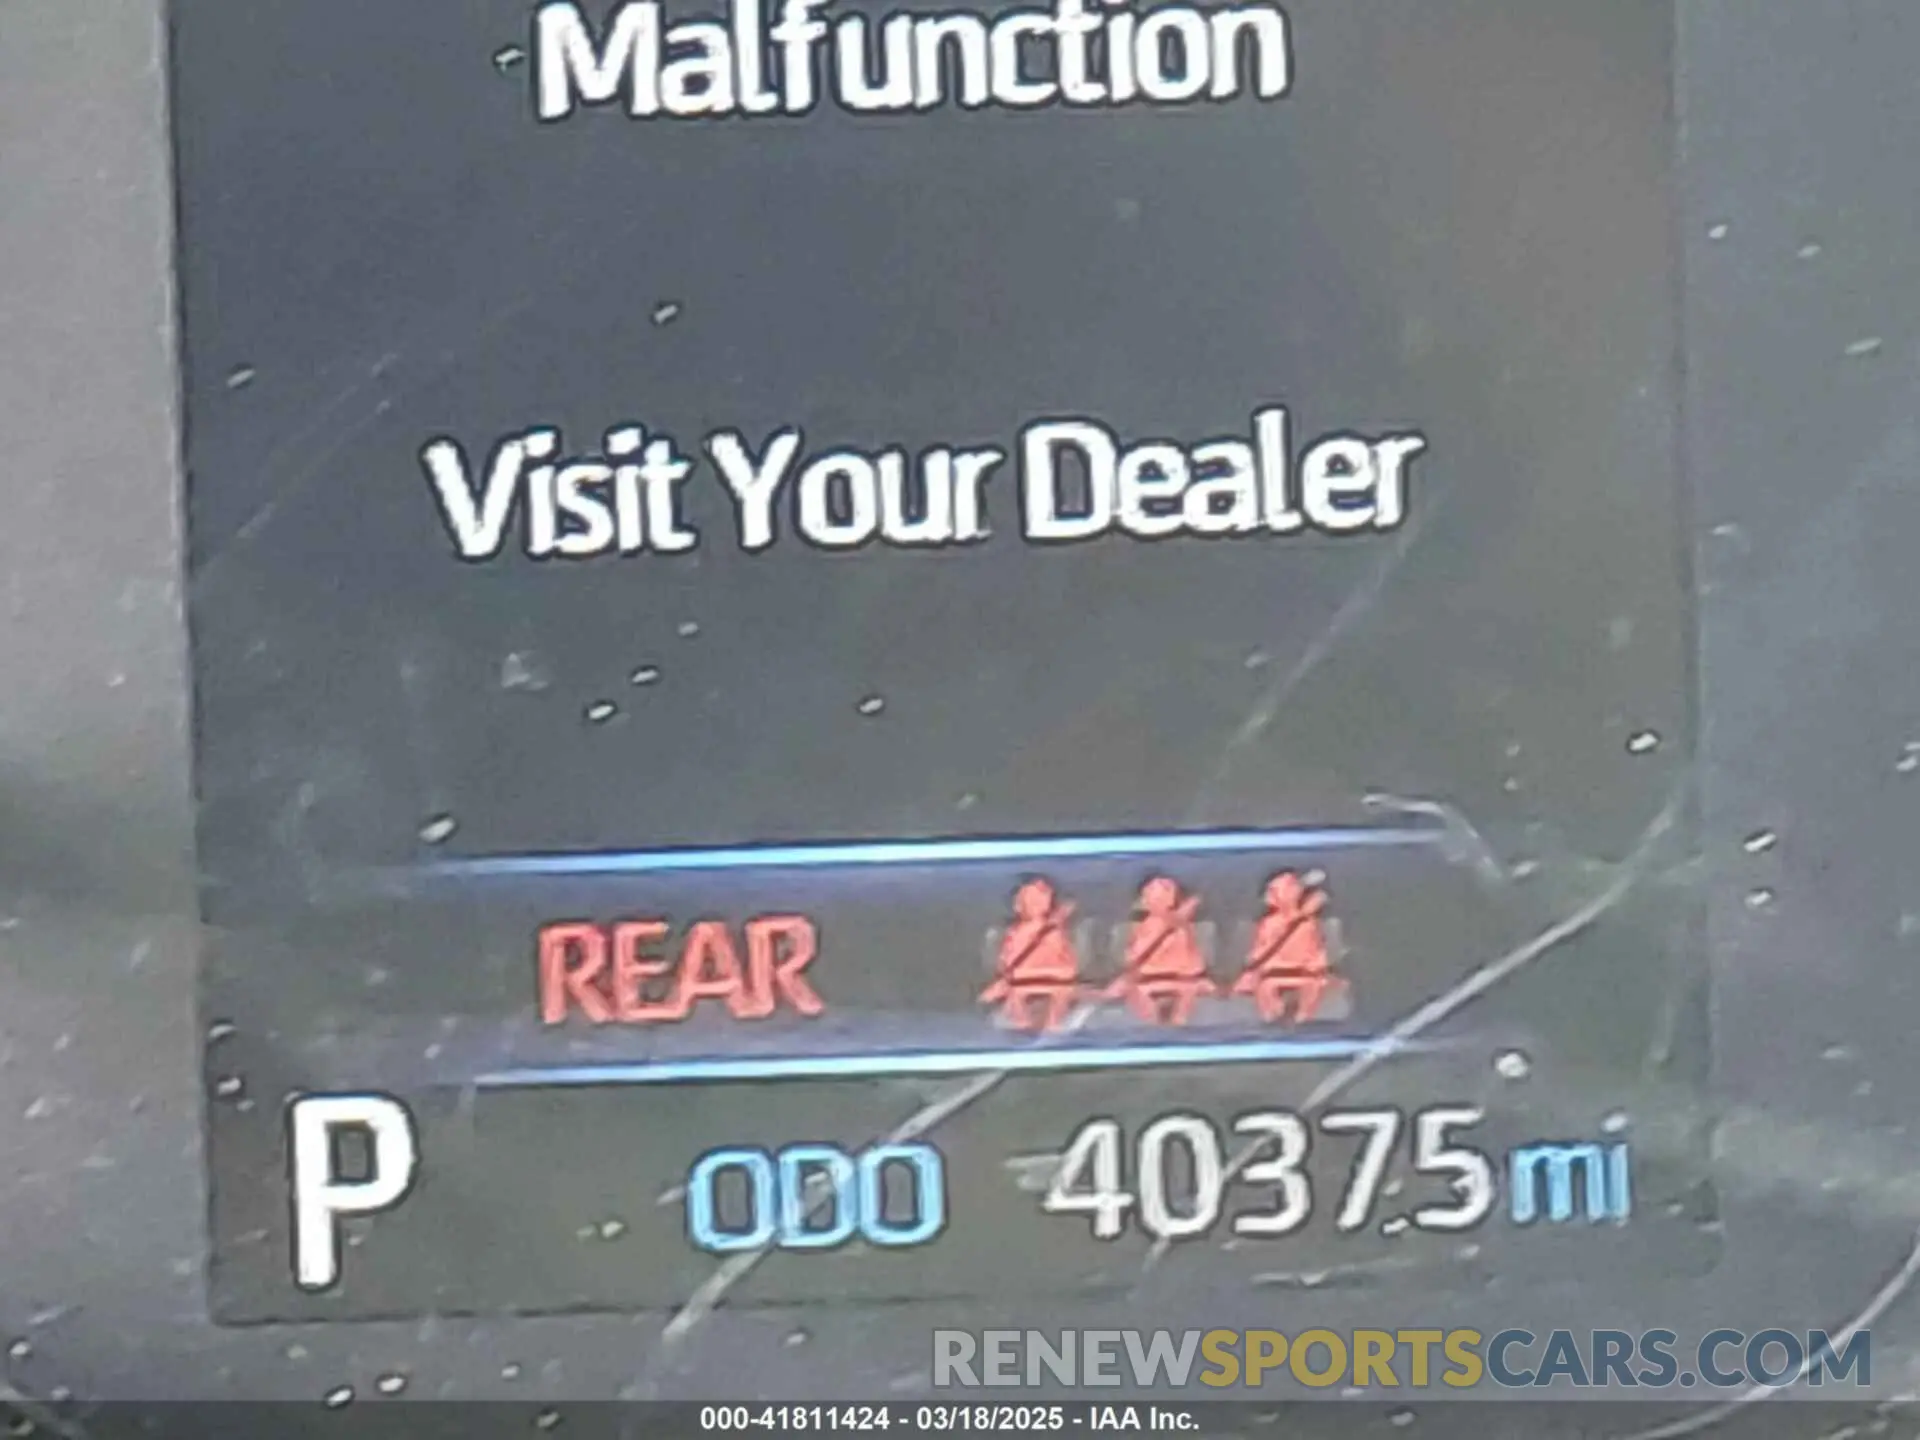 Malfunction
Visit Your Dealer
REAR
P ODO 40375 mi
RENEWSPORTSCARS.COM
000-41811424 - 03/18/2025 - IAA Inc.